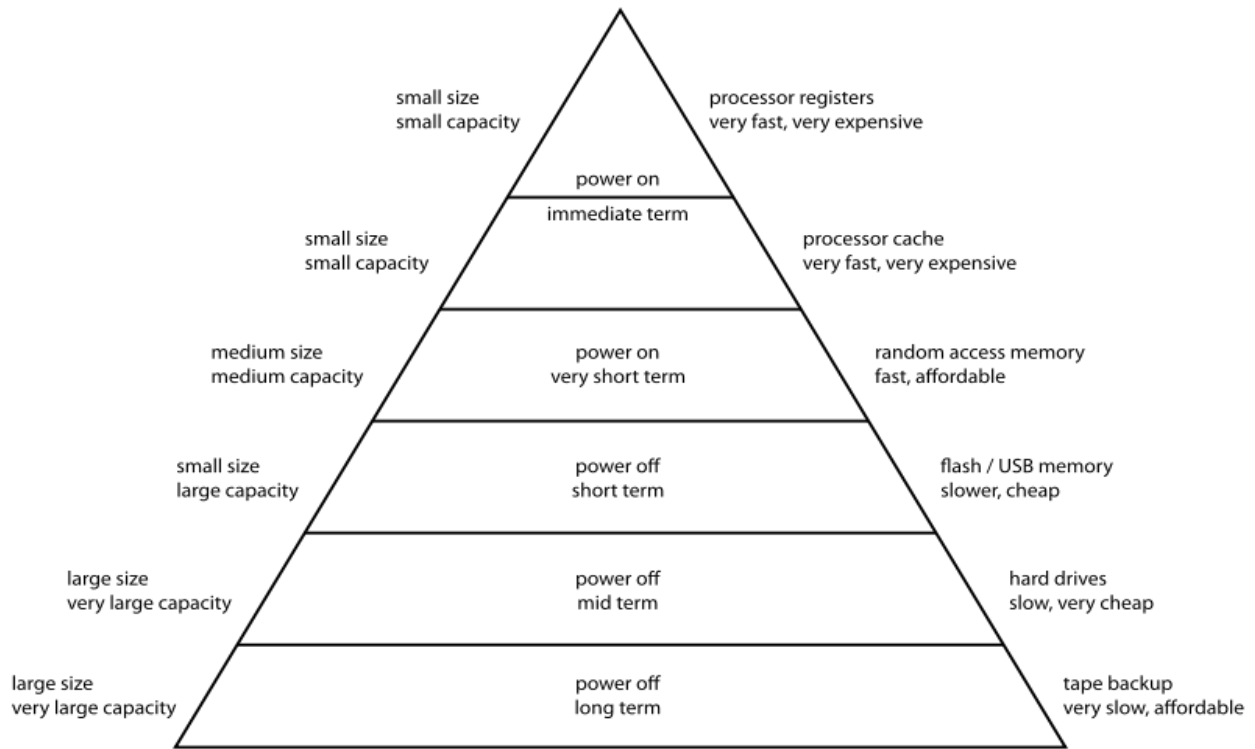 small size
small capacity
processor registers
very fast, very expensive
power on
immediate term
small size
small capacity
processor cache
very fast, very expensive
medium size
medium capacity
power on
very short term
random access memory
fast, affordable
small size
large capacity
power off
short term
flash / USB memory
slower, cheap
large size
very large capacity
power off
mid term
hard drives
slow, very cheap
large size
very large capacity
power off
long term
tape backup
very slow, affordable